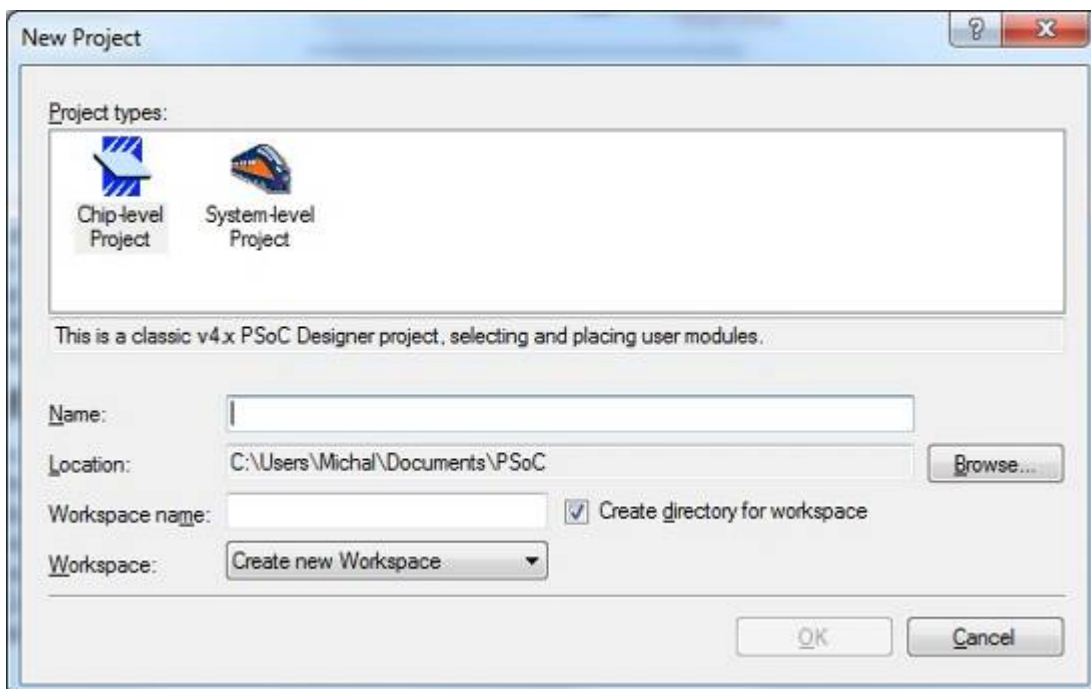 New Project
Project types:
Chip-level
Project
System-level
Project
This is a classic v4.x PSoC Designer project, selecting and placing user modules.
Name:
Location:
C:\Users\Michal\Documents\PSoC
Browse...
Workspace name:
Create directory for workspace
Workspace:
Create new Workspace
OK
Cancel